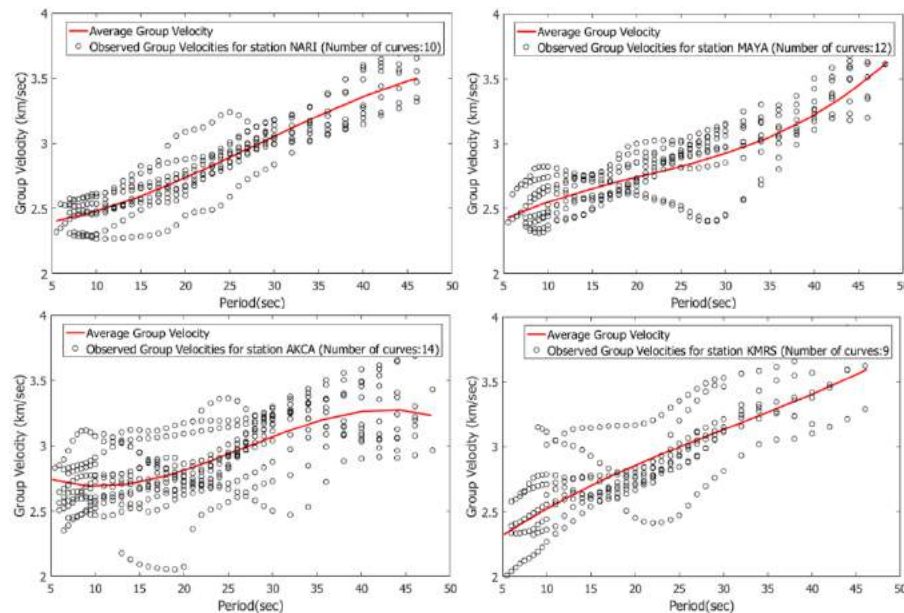 Average Group Velocity
Observed Group Velocities for station NARI (Number of curves:10)
Group Velocity (km/sec)
4
3.5
3
2.5
2
5 10 15 20 25 30 35 40 45 50
Period(sec)
Average Group Velocity
Observed Group Velocities for station MAYA (Number of curves:12)
Group Velocity (km/sec)
4
3.5
3
2.5
2
5 10 15 20 25 30 35 40 45 50
Period(sec)
Average Group Velocity
Observed Group Velocities for station AKCA (Number of curves:14)
Group Velocity (km/sec)
4
3.5
3
2.5
2
5 10 15 20 25 30 35 40 45 50
Period(sec)
Average Group Velocity
Observed Group Velocities for station KMRS (Number of curves:9
Group Velocity (km/sec)
4
3.5
3
2.5
2
5 10 15 20 25 30 35 40 45 50
Period(sec)